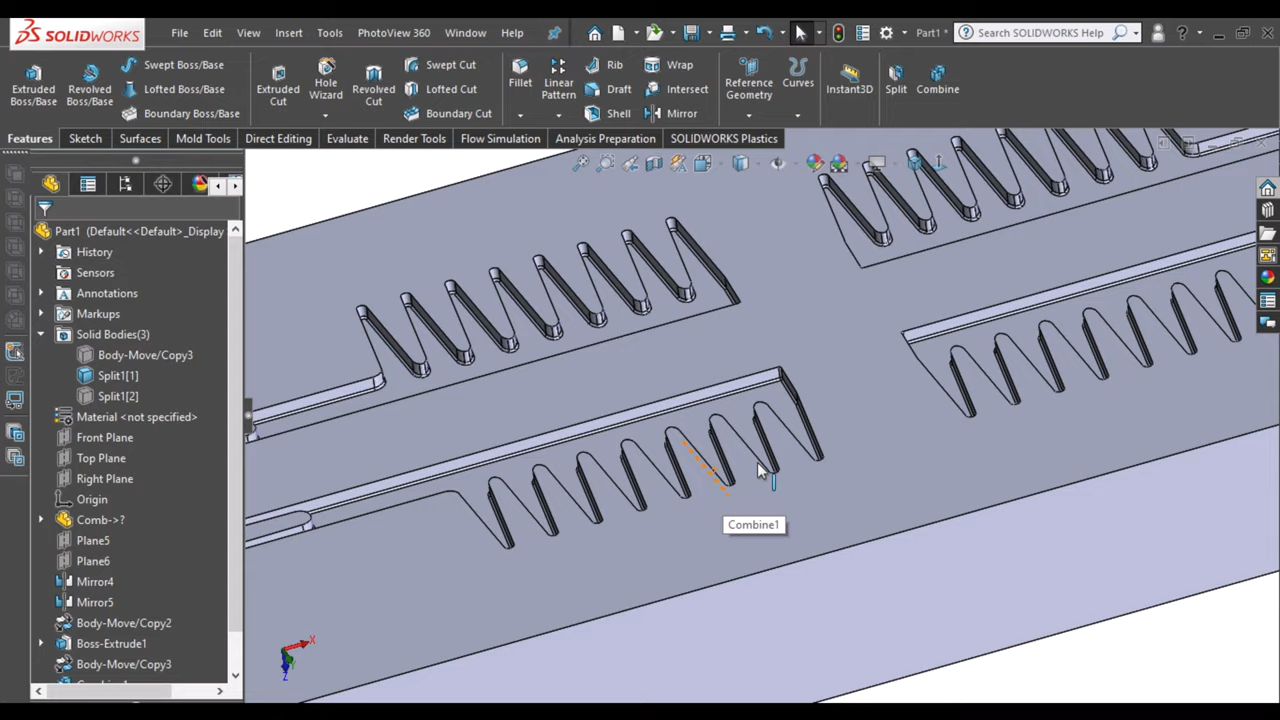 SOLIDWORKS File Edit View Insert Tools PhotoView 360 Window Help Part1 * Search SOLIDWORKS Help
Extruded Boss/Base
Revolved Boss/Base
Swept Boss/Base
Lofted Boss/Base
Boundary Boss/Base
Extruded Cut
Hole Wizard
Revolved Cut
Swept Cut
Lofted Cut
Boundary Cut
Fillet
Linear Pattern
Rib
Draft
Shell
Wrap
Intersect
Mirror
Reference Geometry
Curves
Instant3D
Split
Combine
Features Sketch Surfaces Mold Tools Direct Editing Evaluate Render Tools Flow Simulation Analysis Preparation SOLIDWORKS Plastics
Part1 (Default<<Default>_Display
History
Sensors
Annotations
Markups
Solid Bodies(3)
Body-Move/Copy3
Split1[1]
Split1[2]
Material <not specified>
Front Plane
Top Plane
Right Plane
Origin
Comb->?
Plane5
Plane6
Mirror4
Mirror5
Body-Move/Copy2
Boss-Extrude1
Body-Move/Copy3
Combine1
X
Z